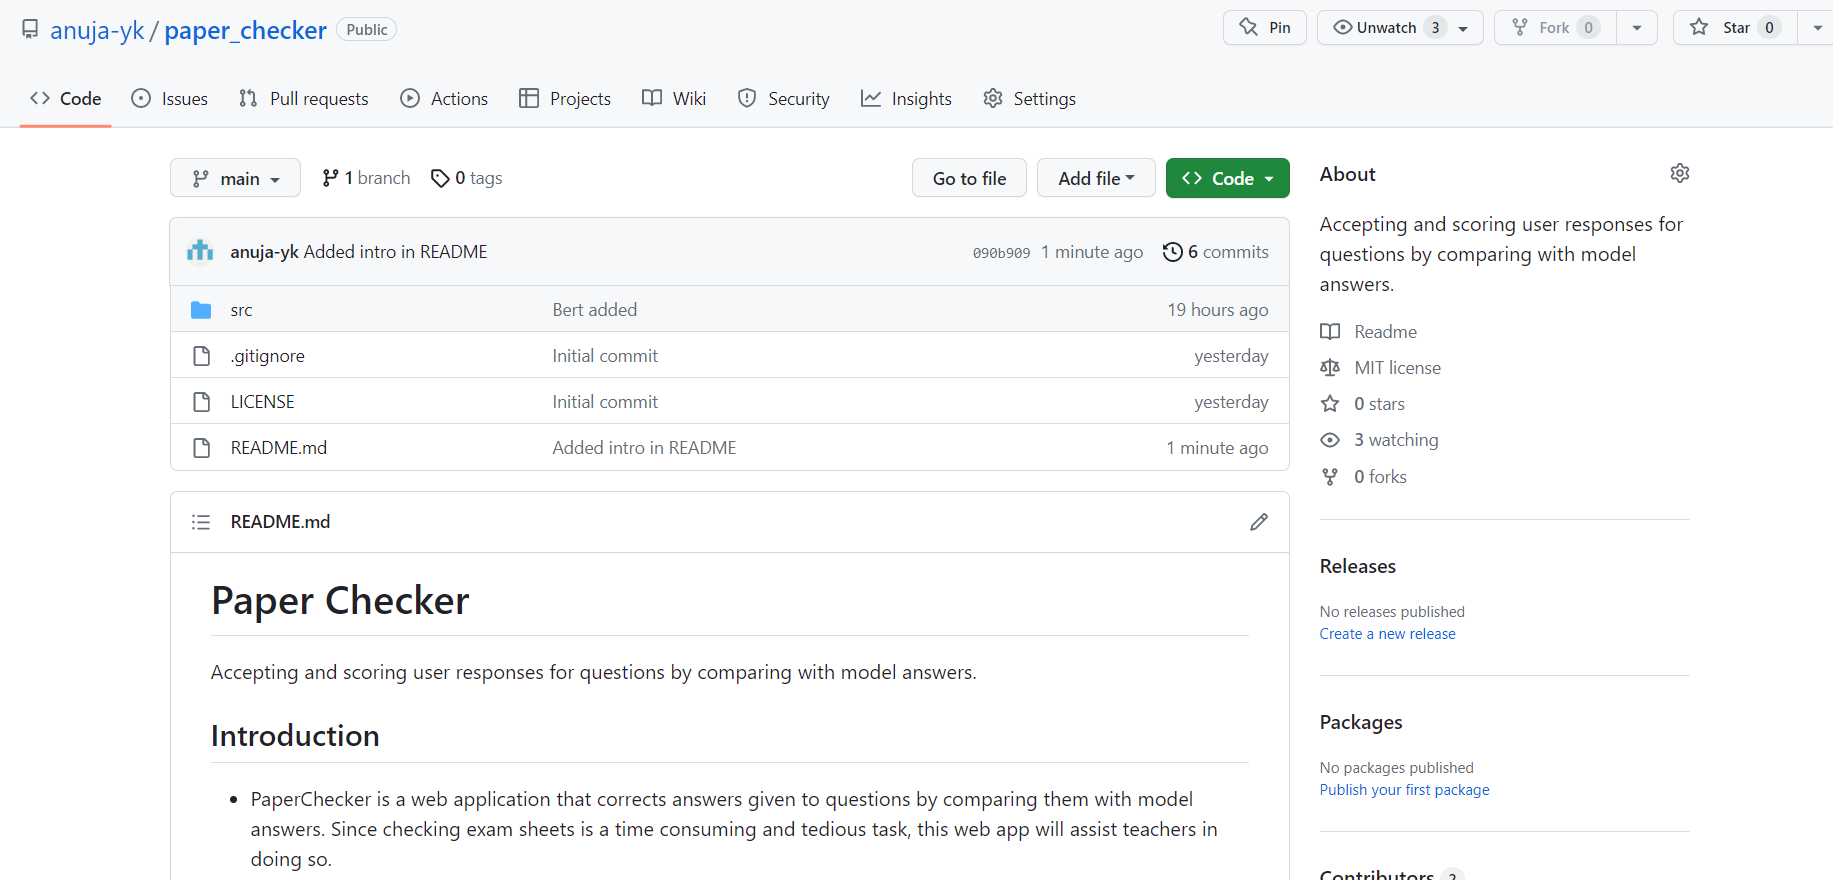 anuja-yk / paper_checker Public
Pin
Unwatch 3
Fork 0
Star 0
Code
Issues
Pull requests
Actions
Projects
Wiki
Security
Insights
Settings
main
1 branch
0 tags
Go to file
Add file
Code
anuja-yk Added intro in README 090b909 1 minute ago 6 commits
src Bert added 19 hours ago
.gitignore Initial commit yesterday
LICENSE Initial commit yesterday
README.md Added intro in README 1 minute ago
README.md
Paper Checker
Accepting and scoring user responses for questions by comparing with model answers.
Introduction
• PaperChecker is a web application that corrects answers given to questions by comparing them with model
answers. Since checking exam sheets is a time consuming and tedious task, this web app will assist teachers in
doing so.
About
Accepting and scoring user responses for
questions by comparing with model
answers.
Readme
MIT license
0 stars
3 watching
0 forks
Releases
No releases published
Create a new release
Packages
No packages published
Publish your first package
Contributors 2